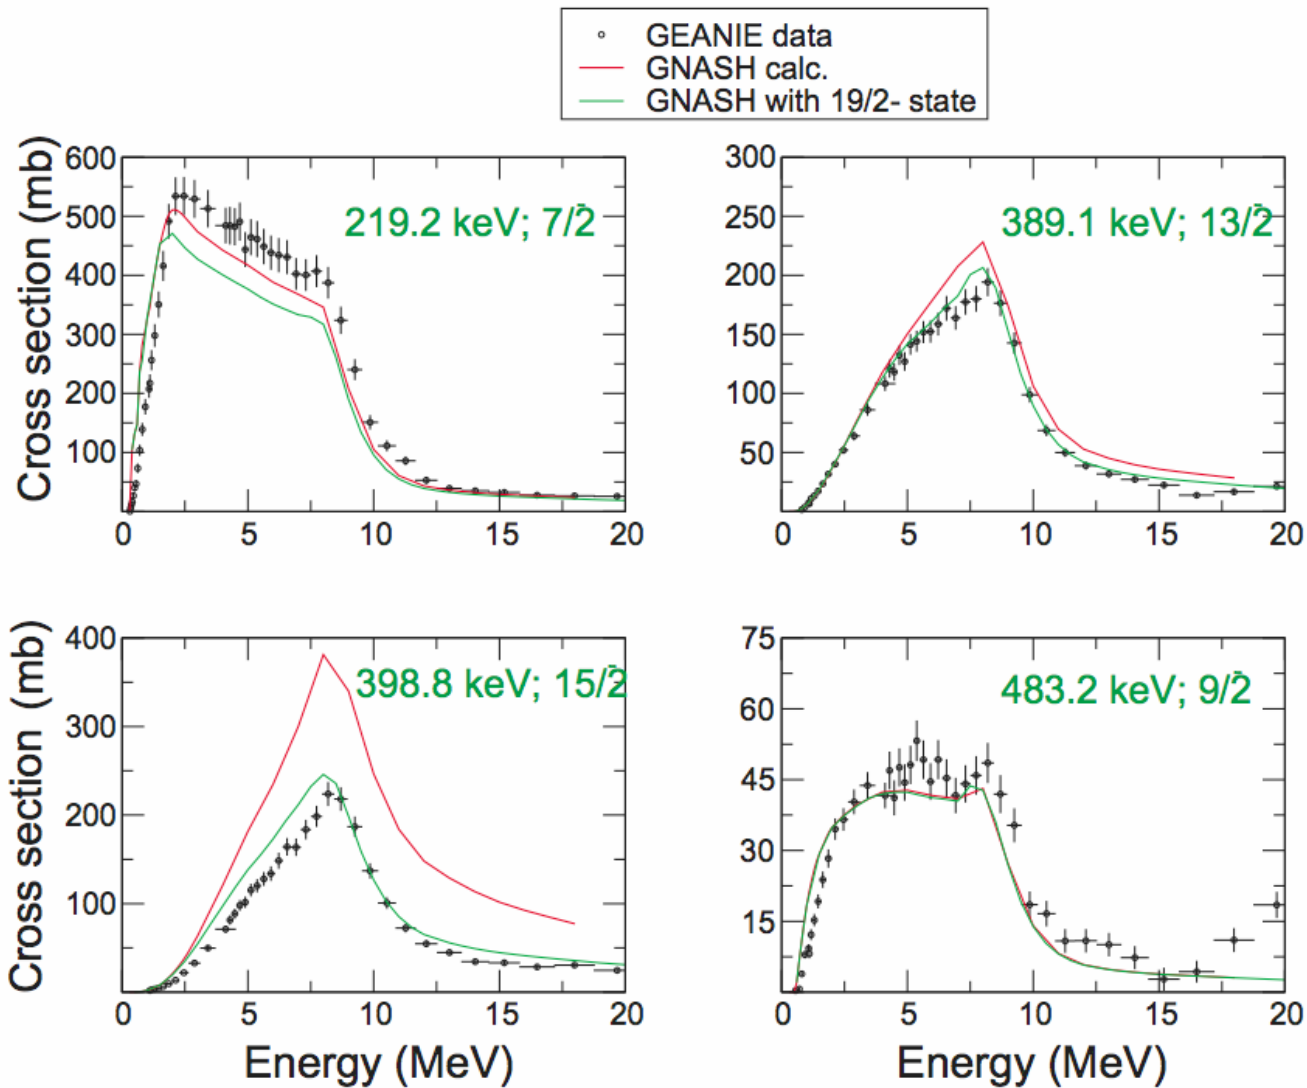 GEANIE data
GNASH calc.
GNASH with 19/2- state
Cross section (mb)
600
500
400
300
200
100
0 5 10 15 20
219.2 keV; 7/2̄
300
250
200
150
100
50
0 5 10 15 20
389.1 keV; 13/2̄
Cross section (mb)
400
300
200
100
0 5 10 15 20
398.8 keV; 15/2̄
Energy (MeV)
75
60
45
30
15
0 5 10 15 20
483.2 keV; 9/2̄
Energy (MeV)